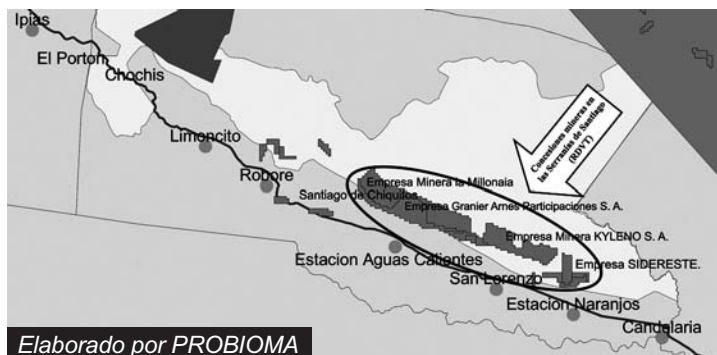 Ipias
El Porton
Chochis
Limoncito
Robore
Concesiones mineras en
las Serranías de Santiago
(RDVT)
Empresa Minera la Millonaia
Santiago de Chiquitos
Empresa Granier Arnes Participaciones S. A.
Empresa Minera KYLENO S. A.
Estacion Aguas Calientes
Empresa SIDERESTE.
San Lorenzo
Estacion Naranjos
Candelaria
Elaborado por PROBIOMA